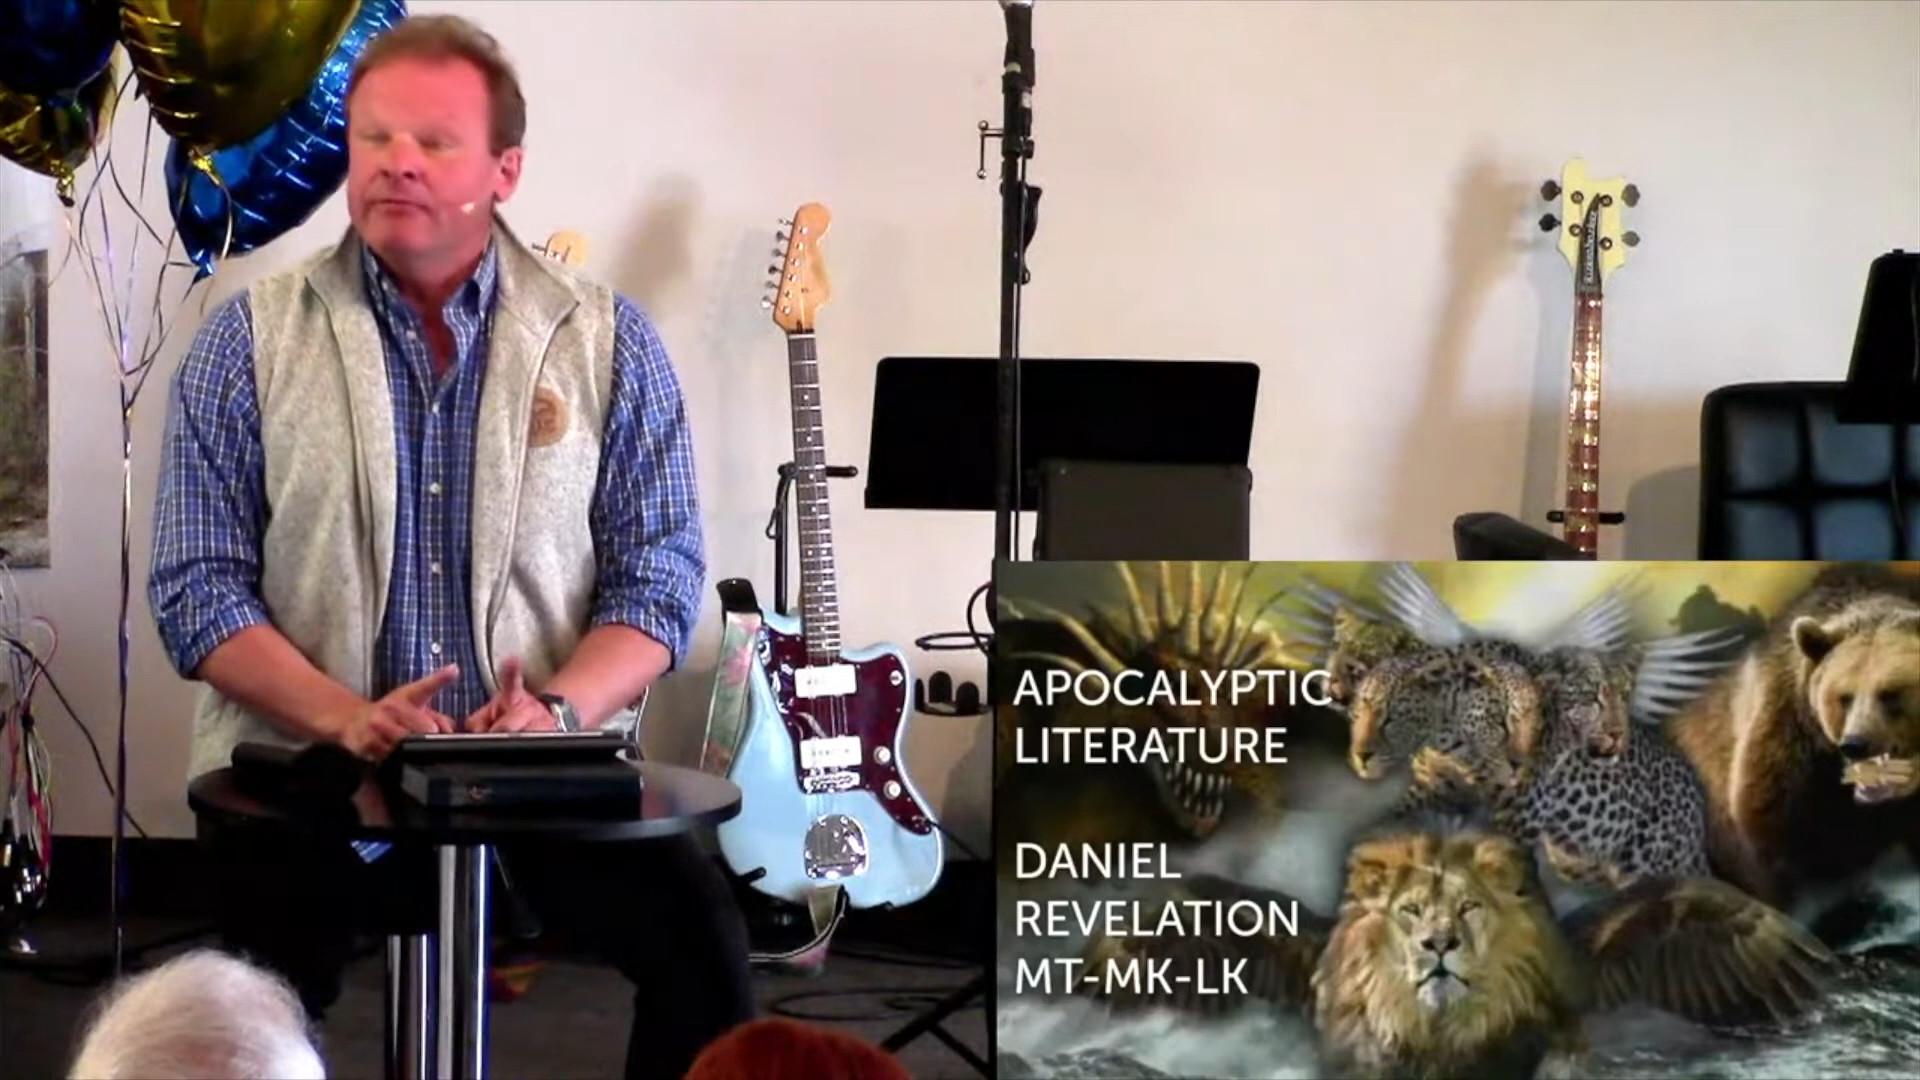 APOCALYPTIC
LITERATURE
DANIEL
REVELATION
MT-MK-LK